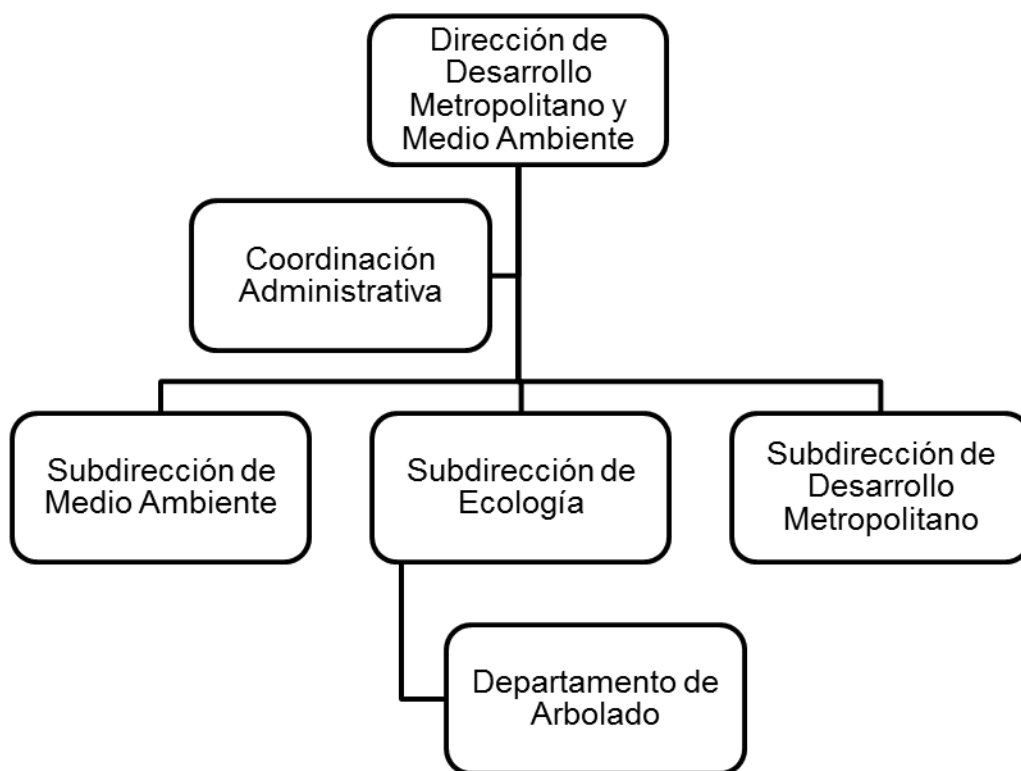 Dirección de
Desarrollo
Metropolitano y
Medio Ambiente
Coordinación
Administrativa
Subdirección de
Medio Ambiente
Subdirección de
Ecología
Subdirección de
Desarrollo
Metropolitano
Departamento de
Arbolado